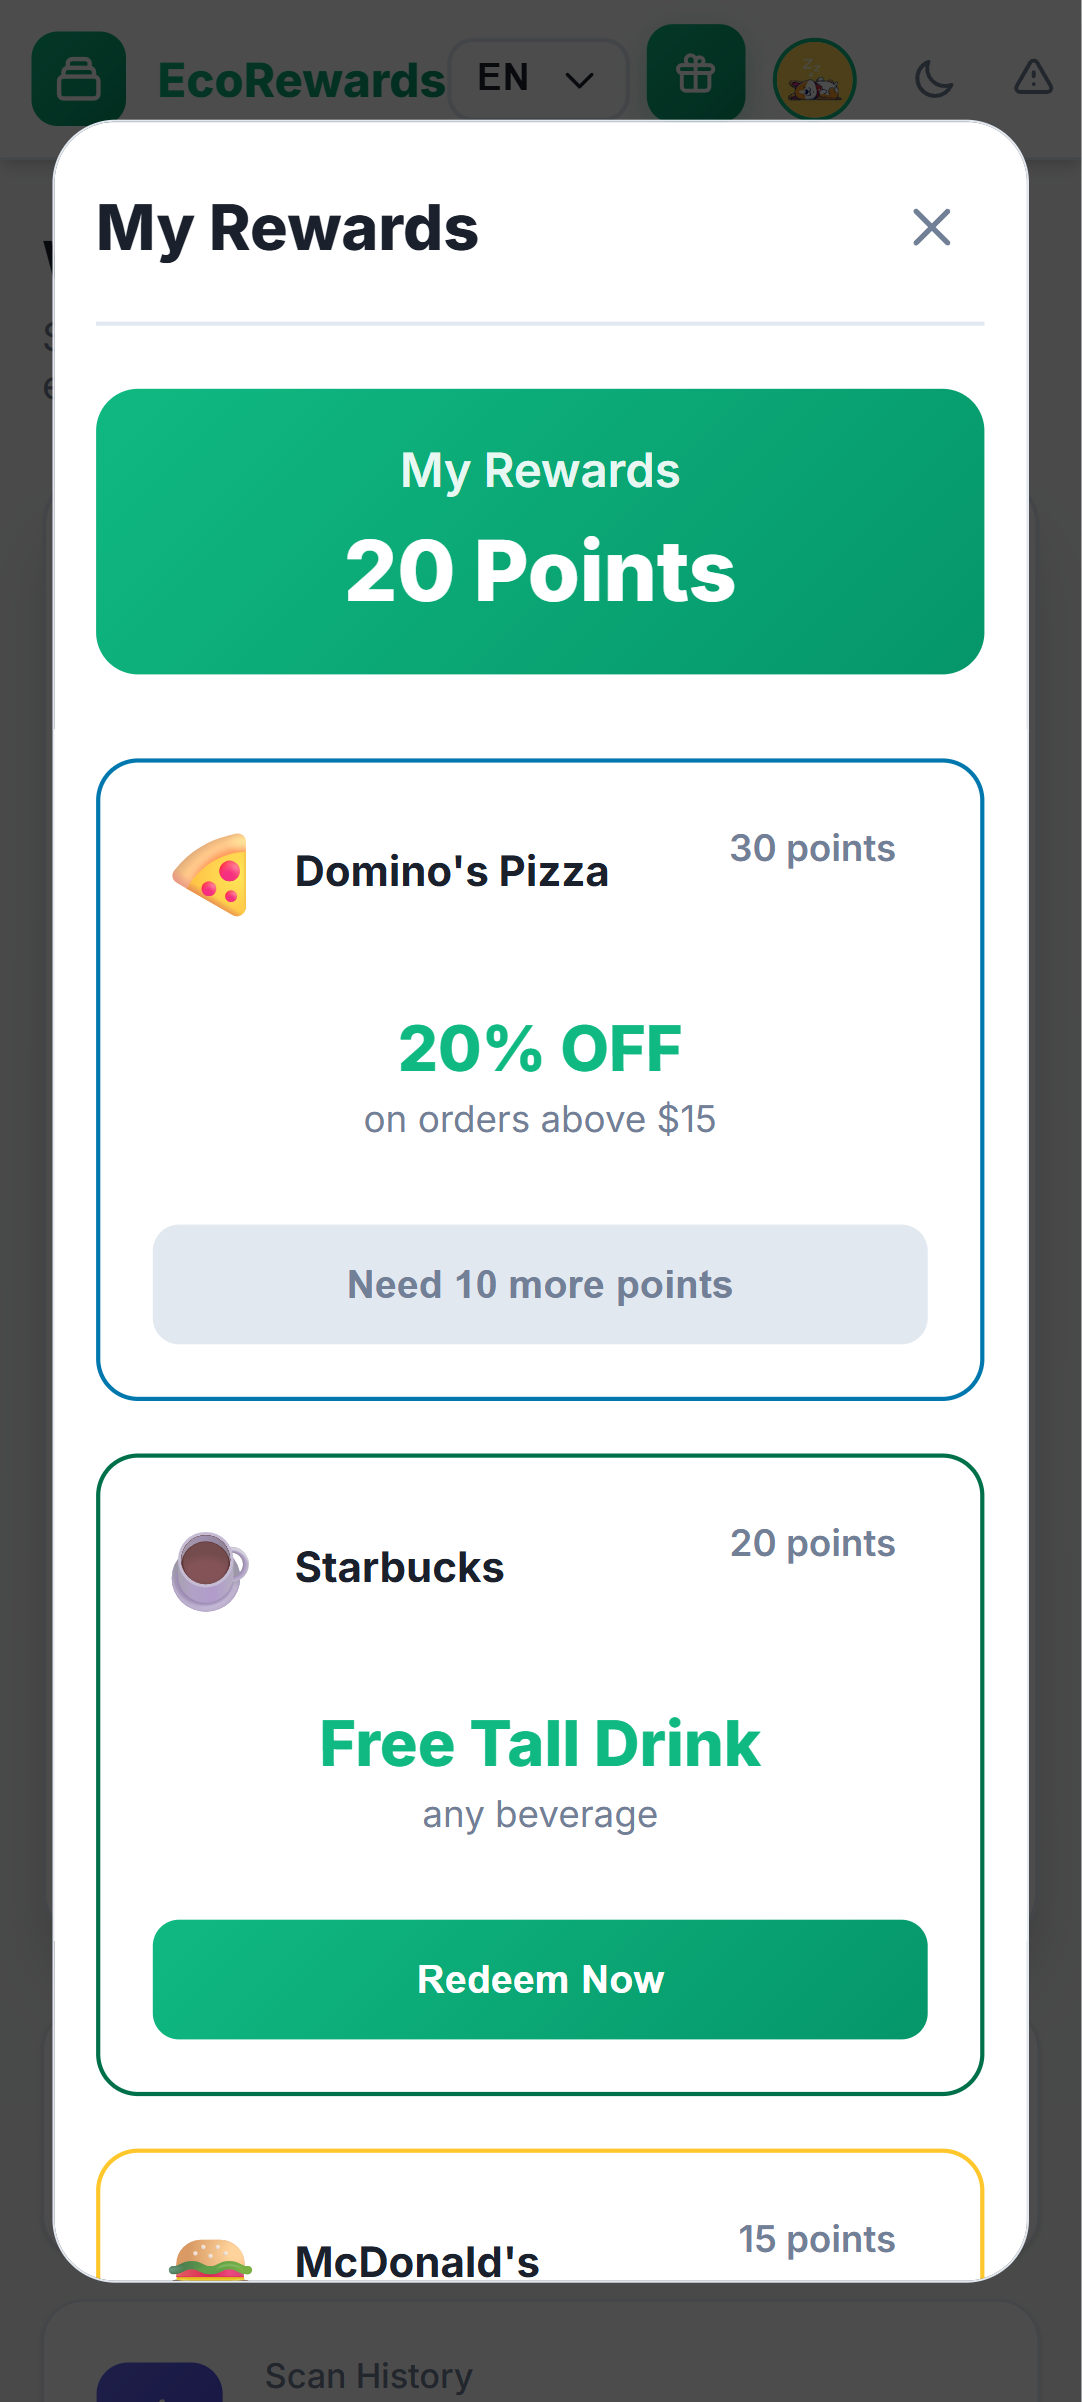 EcoRewards
EN
My Rewards
My Rewards
20 Points
Domino's Pizza
30 points
20% OFF
on orders above $15
Need 10 more points
Starbucks
20 points
Free Tall Drink
any beverage
Redeem Now
McDonald's
15 points
Scan History